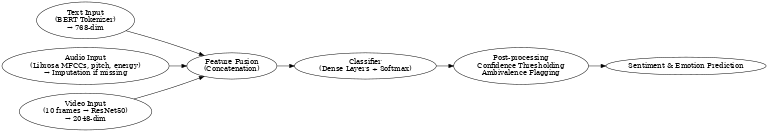 Text Input
(BERT Tokenizer)
→ 768-dim
Audio Input
(Librosa MFCCs, pitch, energy)
→ Imputation if missing
Video Input
(10 frames → ResNet50)
→ 2048-dim
Feature Fusion
(Concatenation)
Classifier
(Dense Layers + Softmax)
Post-processing
Confidence Thresholding
Ambivalence Flagging
Sentiment & Emotion Prediction